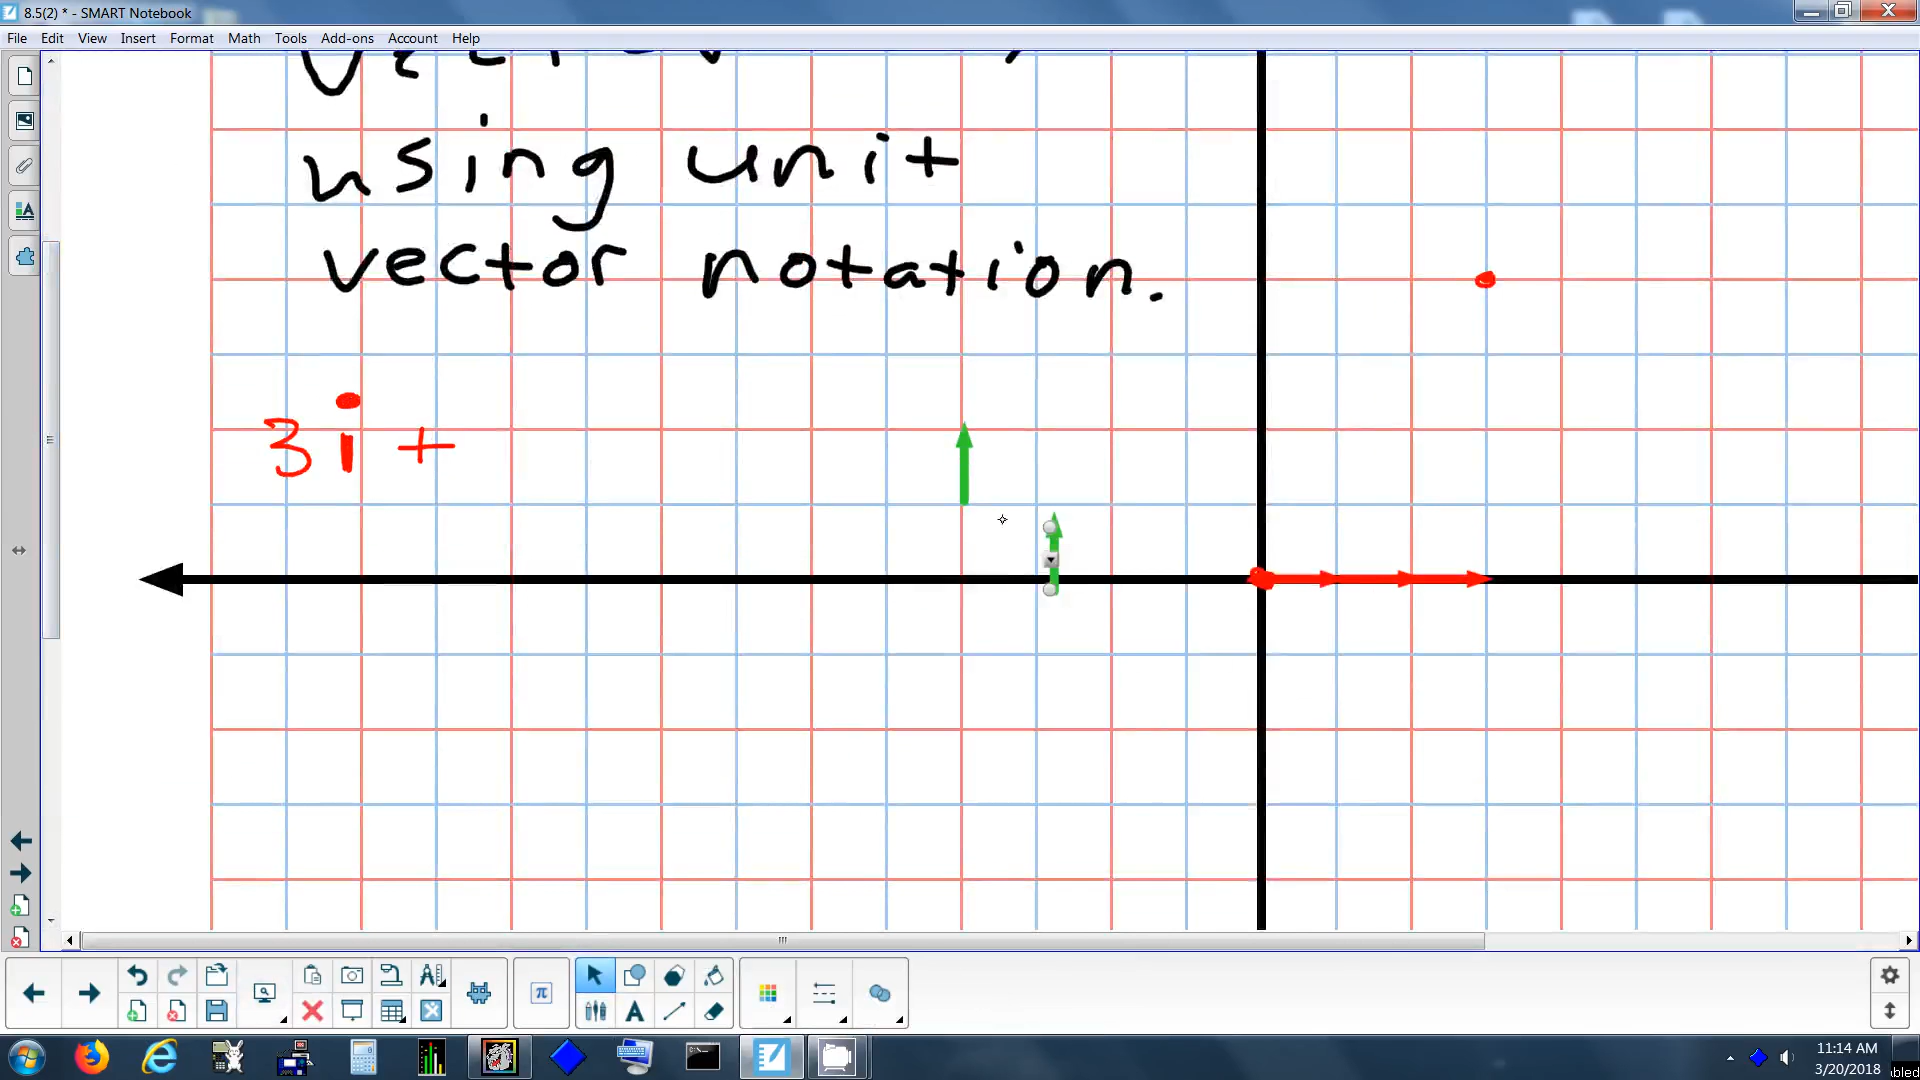 8.5(2) * - SMART Notebook
File Edit View Insert Format Math Tools Add-ons Account Help
using unit
vector notation.
3i +
π
A
11:14 AM
3/20/2018
bled